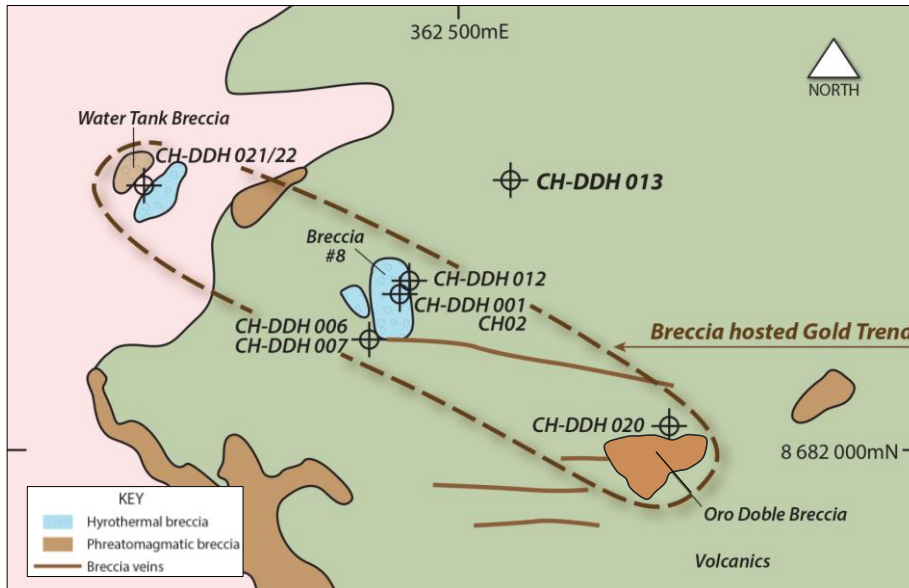 362 500mE
NORTH
Water Tank Breccia
CH-DDH 021/22
CH-DDH 013
Breccia
#8
CH-DDH 012
CH-DDH 001
CH02
CH-DDH 006
CH-DDH 007
Breccia hosted Gold Trend
CH-DDH 020
8 682 000mN
Oro Doble Breccia
Volcanics
KEY
Hyrothermal breccia
Phreatomagmatic breccia
Breccia veins